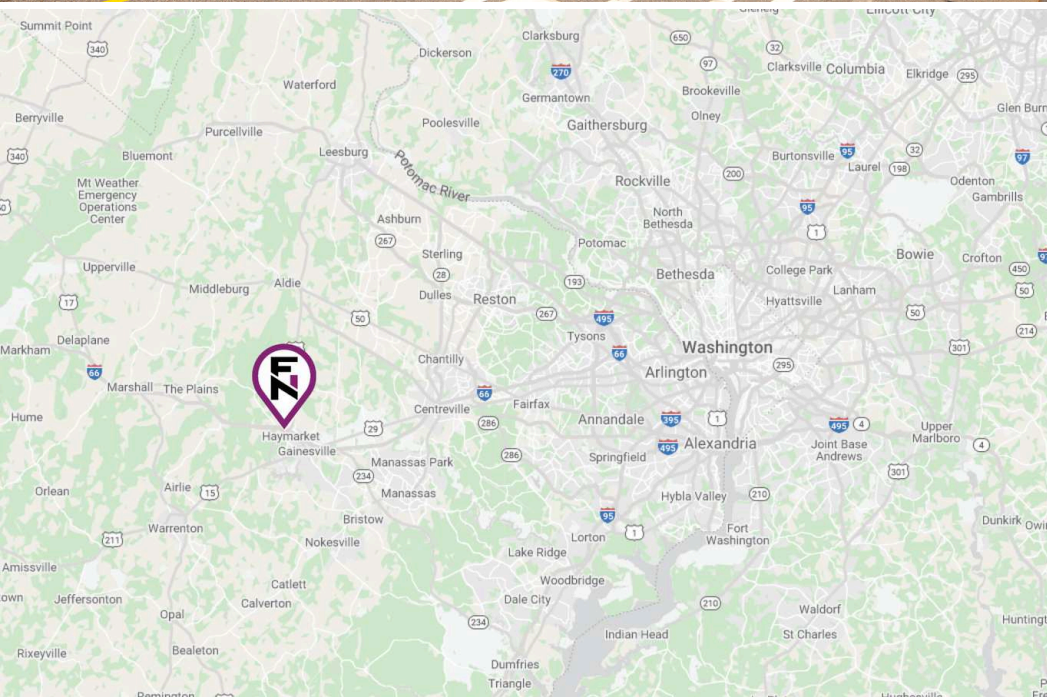 Summit Point
Clarksburg
650
32
340
Dickerson
97
Clarksville
Columbia
Elkridge
295
270
Waterford
Germantown
Brookeville
Berryville
Poolesville
Olney
Purcellville
Gaithersburg
340
Bluemont
Leesburg
Burtonsville
95
32
Laurel
198
97
Potomac River
Rockville
200
Odenton
Mt Weather
Emergency
Operations
Center
Gambrills
North
Bethesda
95
1
Ashburn
267
Potomac
Sterling
Bowie
Crofton
Upperville
28
193
Bethesda
College Park
450
Middleburg
Aldie
Dulles
Reston
Lanham
50
17
Hyattsville
50
50
267
495
214
Delaplane
Tysons
Washington
301
Markham
66
Chantilly
66
Arlington
295
FN
Marshall
The Plains
66
Centreville
Fairfax
Hume
29
286
Annandale
395
1
495
4
Upper
Marlboro
Haymarket
Gainesville
495
Alexandria
Joint Base
Andrews
4
286
Springfield
Manassas Park
234
301
Orlean
Airlie
15
Manassas
Hybla Valley
210
Warrenton
Bristow
95
Dunkirk
211
Nokesville
Lorton
1
Fort
Washington
Lake Ridge
Amissville
Catlett
Woodbridge
Jeffersonton
Calverton
Dale City
210
Waldorf
Opal
234
Indian Head
St Charles
Rixeyville
Bealeton
Dumfries
Triangle